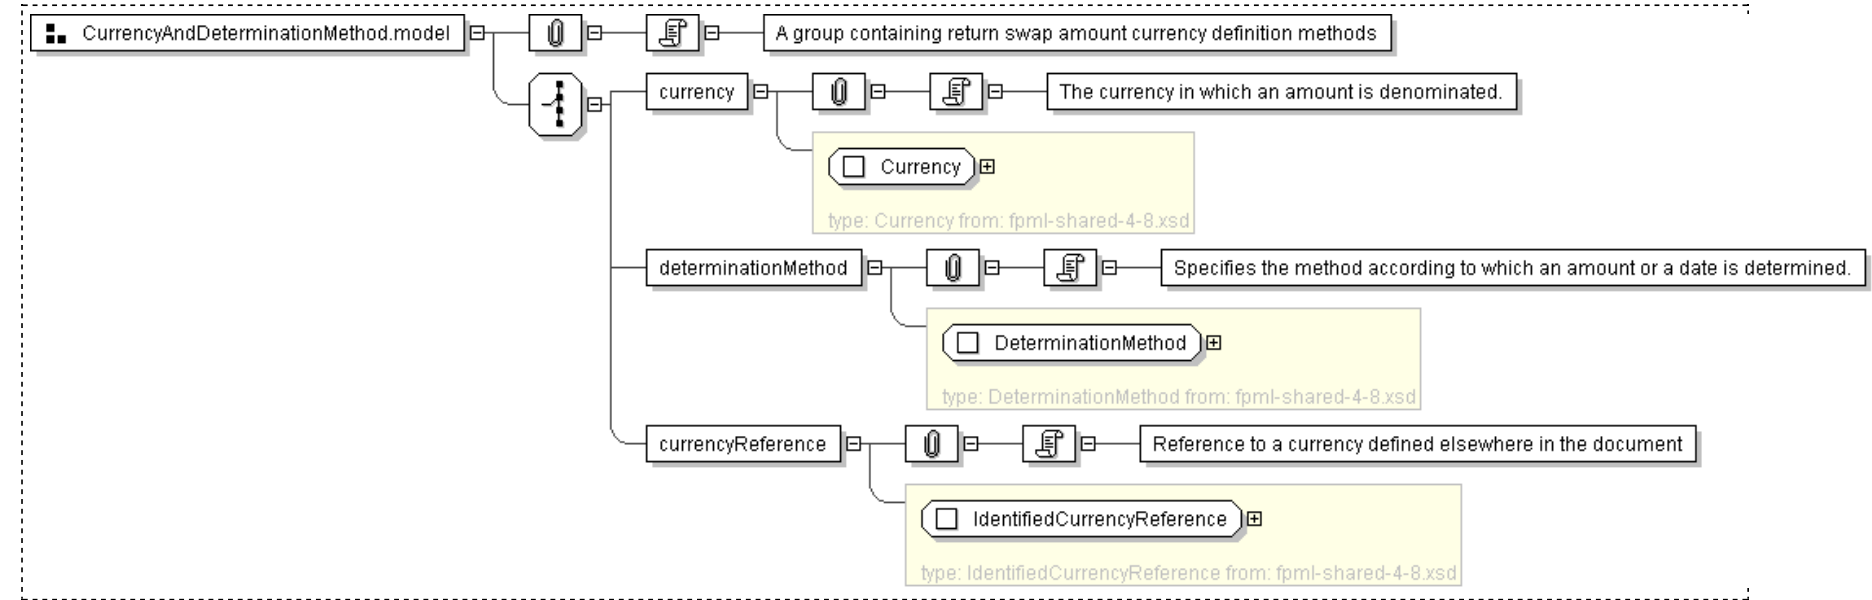 CurrencyAndDeterminationMethod.model
A group containing return swap amount currency definition methods
currency
The currency in which an amount is denominated.
Currency
type: Currency from: fpml-shared-4-8.xsd
determinationMethod
Specifies the method according to which an amount or a date is determined.
DeterminationMethod
type: DeterminationMethod from: fpml-shared-4-8.xsd
currencyReference
Reference to a currency defined elsewhere in the document
IdentifiedCurrencyReference
type: IdentifiedCurrencyReference from: fpml-shared-4-8.xsd